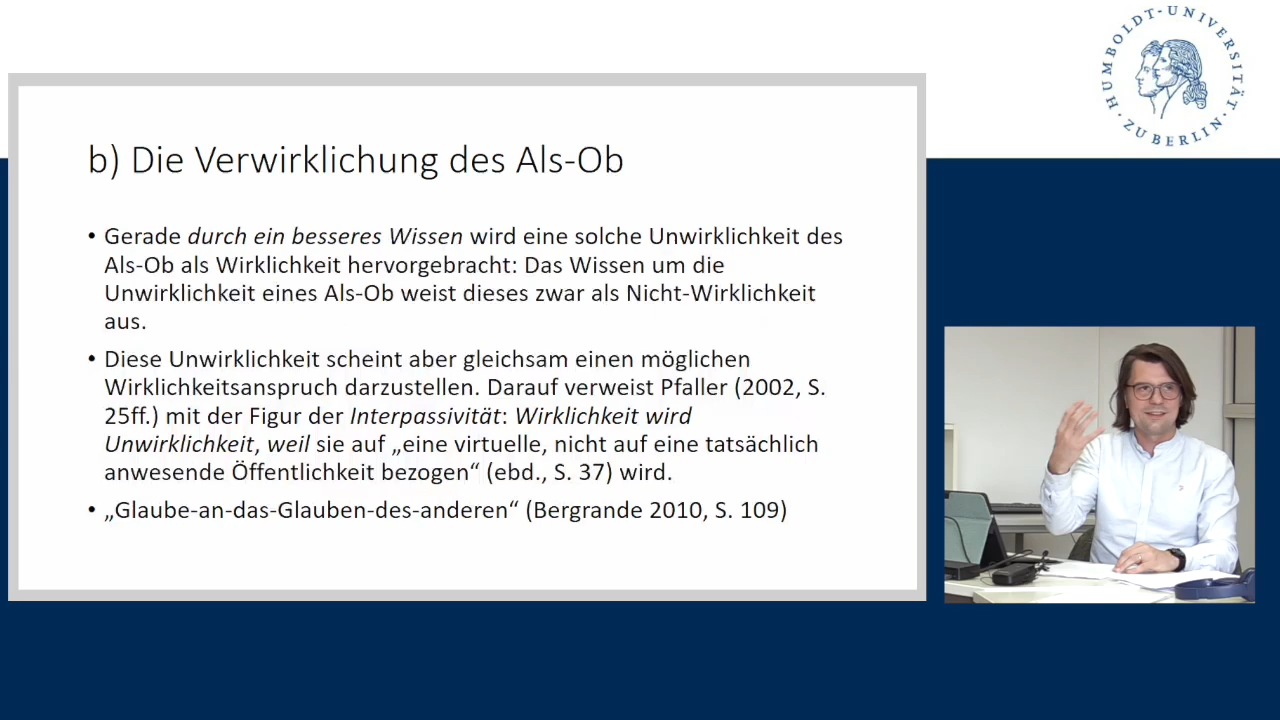 HUMBOLDT-UNIVERSITÄT
ZU BERLIN
b) Die Verwirklichung des Als-Ob
• Gerade durch ein besseres Wissen wird eine solche Unwirklichkeit des
Als-Ob als Wirklichkeit hervorgebracht: Das Wissen um die
Unwirklichkeit eines Als-Ob weist dieses zwar als Nicht-Wirklichkeit
aus.
• Diese Unwirklichkeit scheint aber gleichsam einen möglichen
Wirklichkeitsanspruch darzustellen. Darauf verweist Pfaller (2002, S.
25ff.) mit der Figur der Interpassivität: Wirklichkeit wird
Unwirklichkeit, weil sie auf „eine virtuelle, nicht auf eine tatsächlich
anwesende Öffentlichkeit bezogen“ (ebd., S. 37) wird.
• „Glaube-an-das-Glauben-des-anderen“ (Bergrande 2010, S. 109)